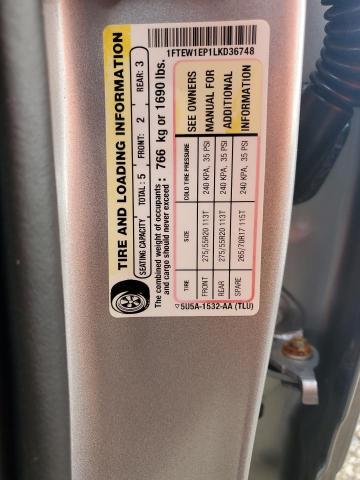 1FTEW1EP1LKD36748
TIRE AND LOADING INFORMATION
SEATING CAPACITY TOTAL: 5 FRONT: 2 REAR: 3
The combined weight of occupants and cargo should never exceed: 766 kg or 1690 lbs.
TIRE SIZE COLD TIRE PRESSURE
FRONT 275/55R20 113T 240 KPA, 35 PSI
REAR 275/55R20 113T 240 KPA, 35 PSI
SPARE 265/70R17 115T 240 KPA, 35 PSI
SEE OWNERS
MANUAL FOR
ADDITIONAL
INFORMATION
5U5A-1532-AA (TLU)